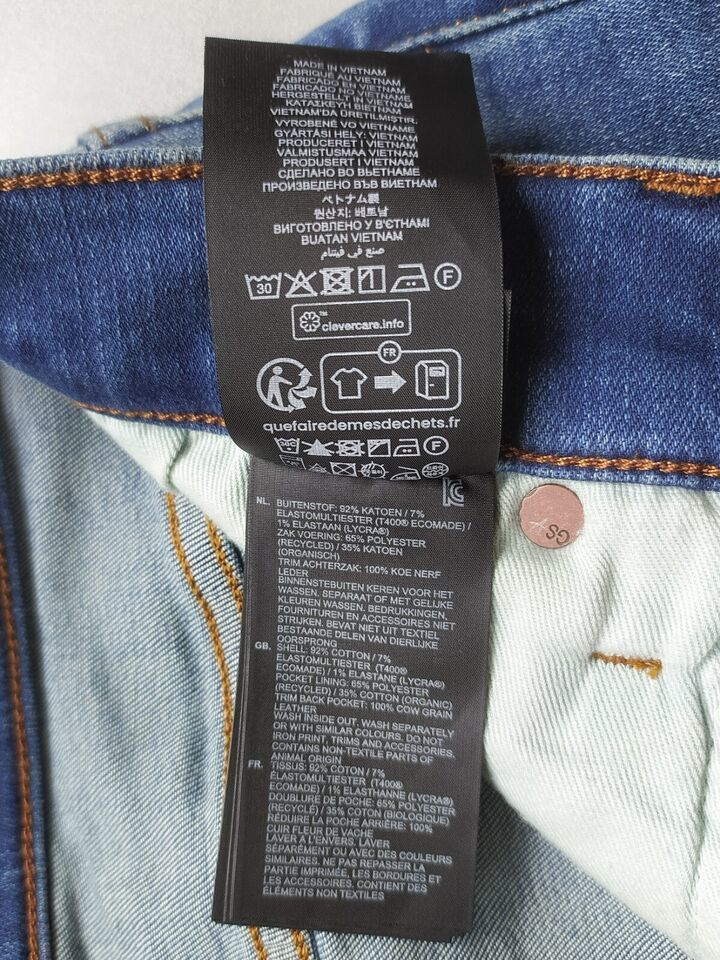 MADE IN VIETNAM
FABRIQUÉ AU VIETNAM
FABRICADO EN VIETNAM
FABRICADO NO VIETNAME
HERGESTELLT IN VIETNAM
ΚΑΤΑΣΚΕΥΗ ΒΙΕΤΝΑΜ
VIETNAM'DA ÜRETILMIŞTIR.
VYROBENÉ VO VIETNAME
GYÁRTÁSI HELY: VIETNAM
PRODUCERET I VIETNAM
VALMISTUSMAA VIETNAM
PRODUSERT I VIETNAM
СДЕЛАНО ВО ВЬЕТНАМЕ
ПРОИЗВЕДЕНО ВЪВ ВИЕТНАМ
ベトナム製
원산지: 베트남
ВИГОТОВЛЕНО У В'ЄТНАМІ
BUATAN VIETNAM
صنع في فيتنام
30 F
clevercare.info™
FR
quefairedemesdechets.fr
30C F
NL. BUITENSTOF: 92% KATOEN / 7%
ELASTOMULTIESTER (T400® ECOMADE) /
1% ELASTAAN (LYCRA®)
ZAK VOERING: 65% POLYESTER
(RECYCLED) / 35% KATOEN
(ORGANISCH)
TRIM ACHTERZAK: 100% KOE NERF
LEDER
BINNENSTEBUITEN KEREN VOOR HET
WASSEN. SEPARAAT OF MET GELIJKE
KLEUREN WASSEN. BEDRUKKINGEN,
FOURNITUREN EN ACCESSOIRES NIET
STRIJKEN. BEVAT NIET UIT TEXTIEL
BESTAANDE DELEN VAN DIERLIJKE
OORSPRONG
GB. SHELL: 92% COTTON / 7%
ELASTOMULTIESTER (T400®
ECOMADE) / 1% ELASTANE (LYCRA®)
POCKET LINING: 65% POLYESTER
(RECYCLED) / 35% COTTON (ORGANIC)
TRIM BACK POCKET: 100% COW GRAIN
LEATHER
WASH INSIDE OUT. WASH SEPARATELY
OR WITH SIMILAR COLOURS. DO NOT
IRON PRINT, TRIMS AND ACCESSORIES.
CONTAINS NON-TEXTILE PARTS OF
ANIMAL ORIGIN
FR. TISSUS: 92% COTON / 7%
ÉLASTOMULTIESTER (T400®
ECOMADE) / 1% ELASTHANNE (LYCRA®)
DOUBLURE DE POCHE: 65% POLYESTER
(RECYCLÉ) / 35% COTON (BIOLOGIQUE)
RÉDUIRE LA POCHE ARRIÈRE: 100%
CUIR FLEUR DE VACHE
LAVER À L'ENVERS. LAVER
SÉPARÉMENT OU AVEC DES COULEURS
SIMILAIRES. NE PAS REPASSER LA
PARTIE IMPRIMÉE, LES BORDURES ET
LES ACCESSOIRES. CONTIENT DES
ÉLÉMENTS NON TEXTILES
GS